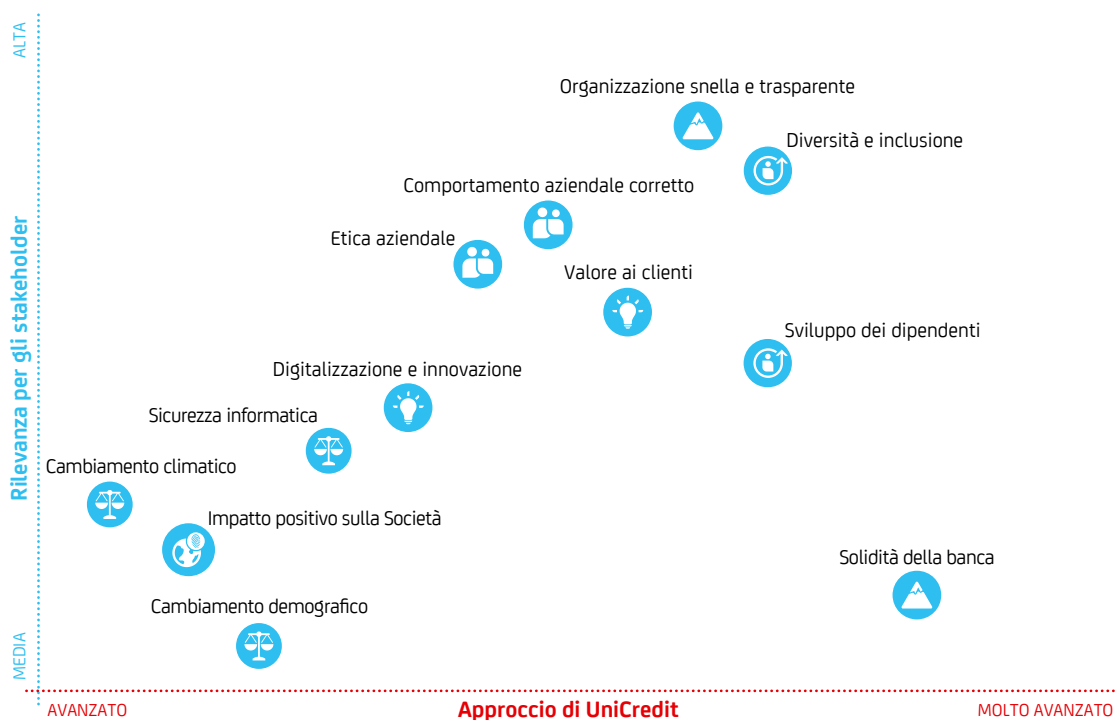 ALTA
Organizzazione snella e trasparente
Diversità e inclusione
Comportamento aziendale corretto
Etica aziendale
Valore ai clienti
Sviluppo dei dipendenti
Digitalizzazione e innovazione
Sicurezza informatica
Cambiamento climatico
Impatto positivo sulla Società
Solidità della banca
Cambiamento demografico
Rilevanza per gli stakeholder
MEDIA
AVANZATO
Approccio di UniCredit
MOLTO AVANZATO